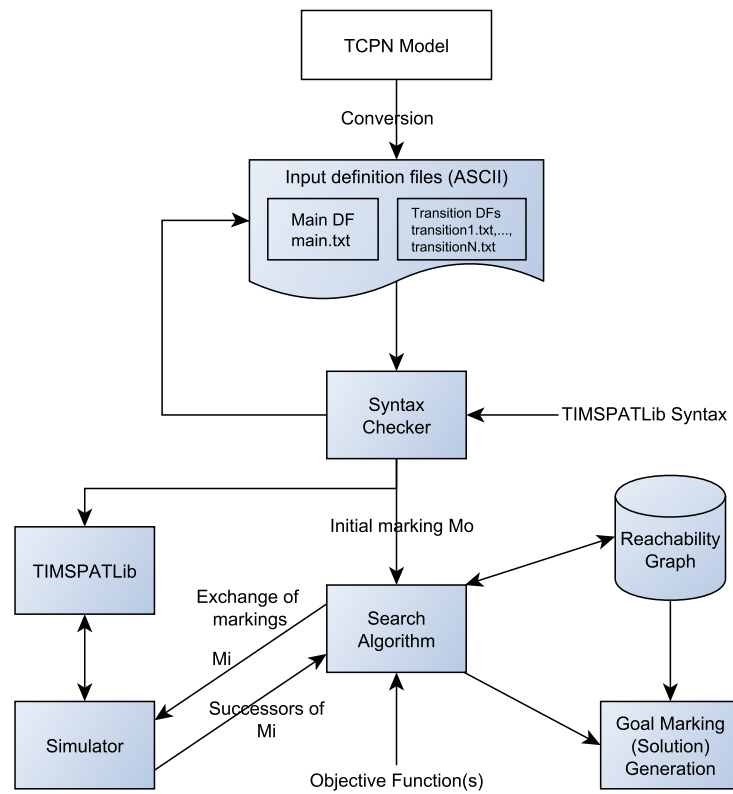 TCPN Model
Conversion
Input definition files (ASCII)
Main DF
main.txt
Transition DFs
transition1.txt,...,
transitionN.txt
Syntax
Checker
TIMSPATLib Syntax
Initial marking Mo
TIMSPATLib
Reachability
Graph
Exchange of
markings
Search
Algorithm
Mi
Successors of
Mi
Simulator
Goal Marking
(Solution)
Generation
Objective Function(s)